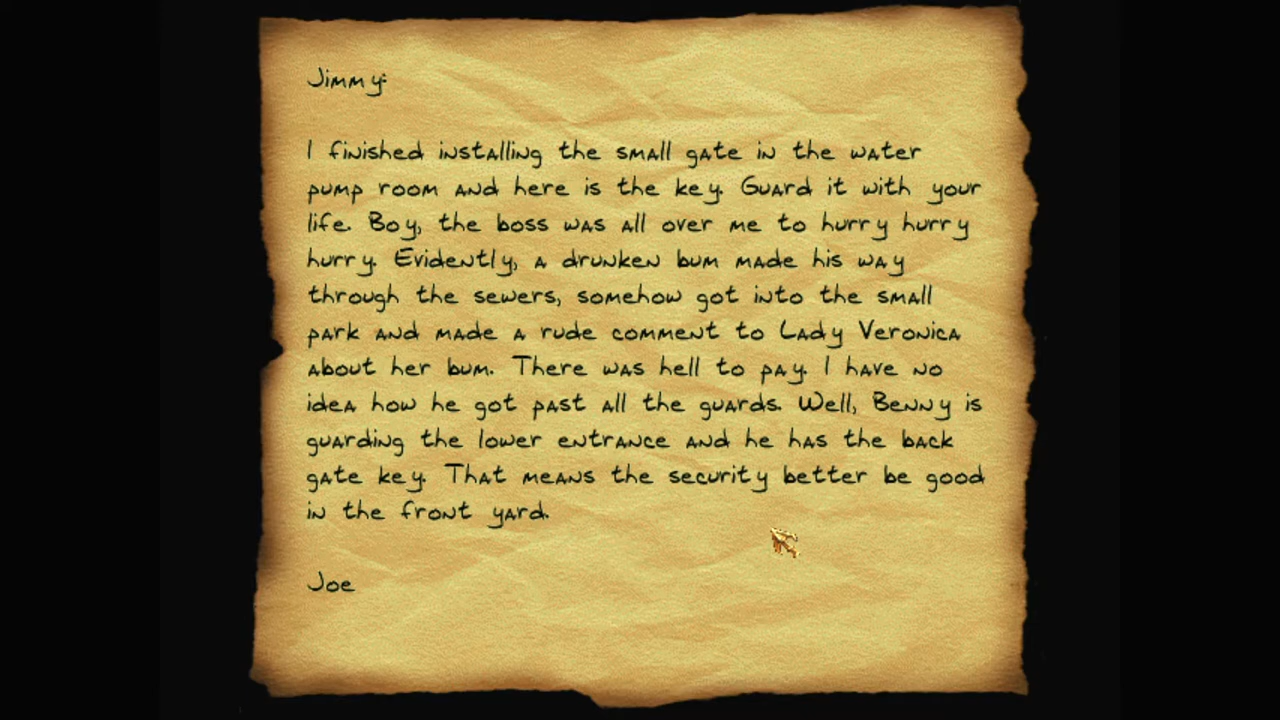 Jimmy:
I finished installing the small gate in the water
pump room and here is the key. Guard it with your
life. Boy, the boss was all over me to hurry hurry
hurry. Evidently, a drunken bum made his way
through the sewers, somehow got into the small
park and made a rude comment to Lady Veronica
about her bum. There was hell to pay. I have no
idea how he got past all the guards. Well, Benny is
guarding the lower entrance and he has the back
gate key. That means the security better be good
in the front yard.
Joe